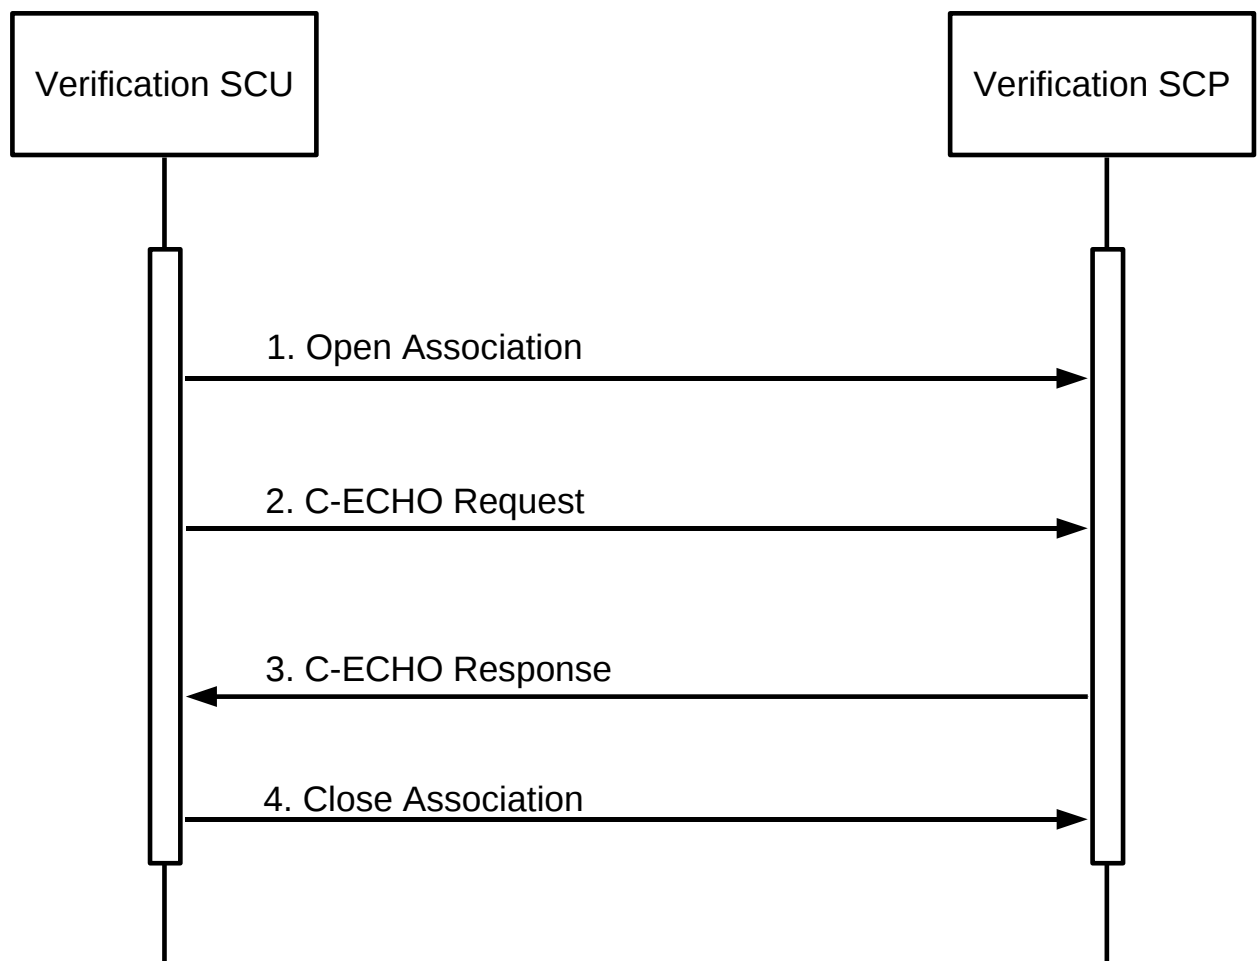 Verification SCU
Verification SCP
1. Open Association
2. C-ECHO Request
3. C-ECHO Response
4. Close Association